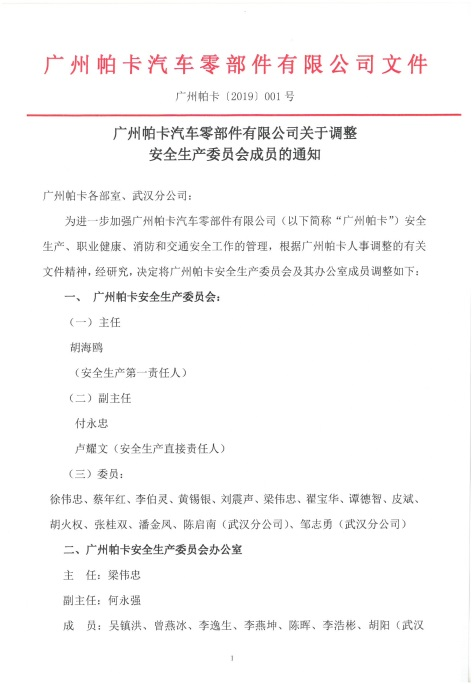 广州帕卡汽车零部件有限公司文件
广州帕卡〔2019〕001 号
广州帕卡汽车零部件有限公司关于调整
安全生产委员会成员的通知
广州帕卡各部室、武汉分公司：
为进一步加强广州帕卡汽车零部件有限公司（以下简称“广州帕卡”）安全
生产、职业健康、消防和交通安全工作的管理，根据广州帕卡人事调整的有关
文件精神，经研究，决定将广州帕卡安全生产委员会及其办公室成员调整如下：
一、 广州帕卡安全生产委员会：
（一）主任
胡海鸥
（安全生产第一责任人）
（二）副主任
付永忠
卢耀文（安全生产直接责任人）
（三）委员：
徐伟忠、蔡年红、李伯灵、黄锡银、刘震声、梁伟忠、翟宝华、谭德智、皮斌、
胡火权、张桂双、潘金凤、陈启南（武汉分公司）、邹志勇（武汉分公司）
二、广州帕卡安全生产委员会办公室
主 任：梁伟忠
副主任：何永强
成 员：吴镇洪、曾燕冰、李逸生、李燕坤、陈晖、李浩彬、胡阳（武汉
1